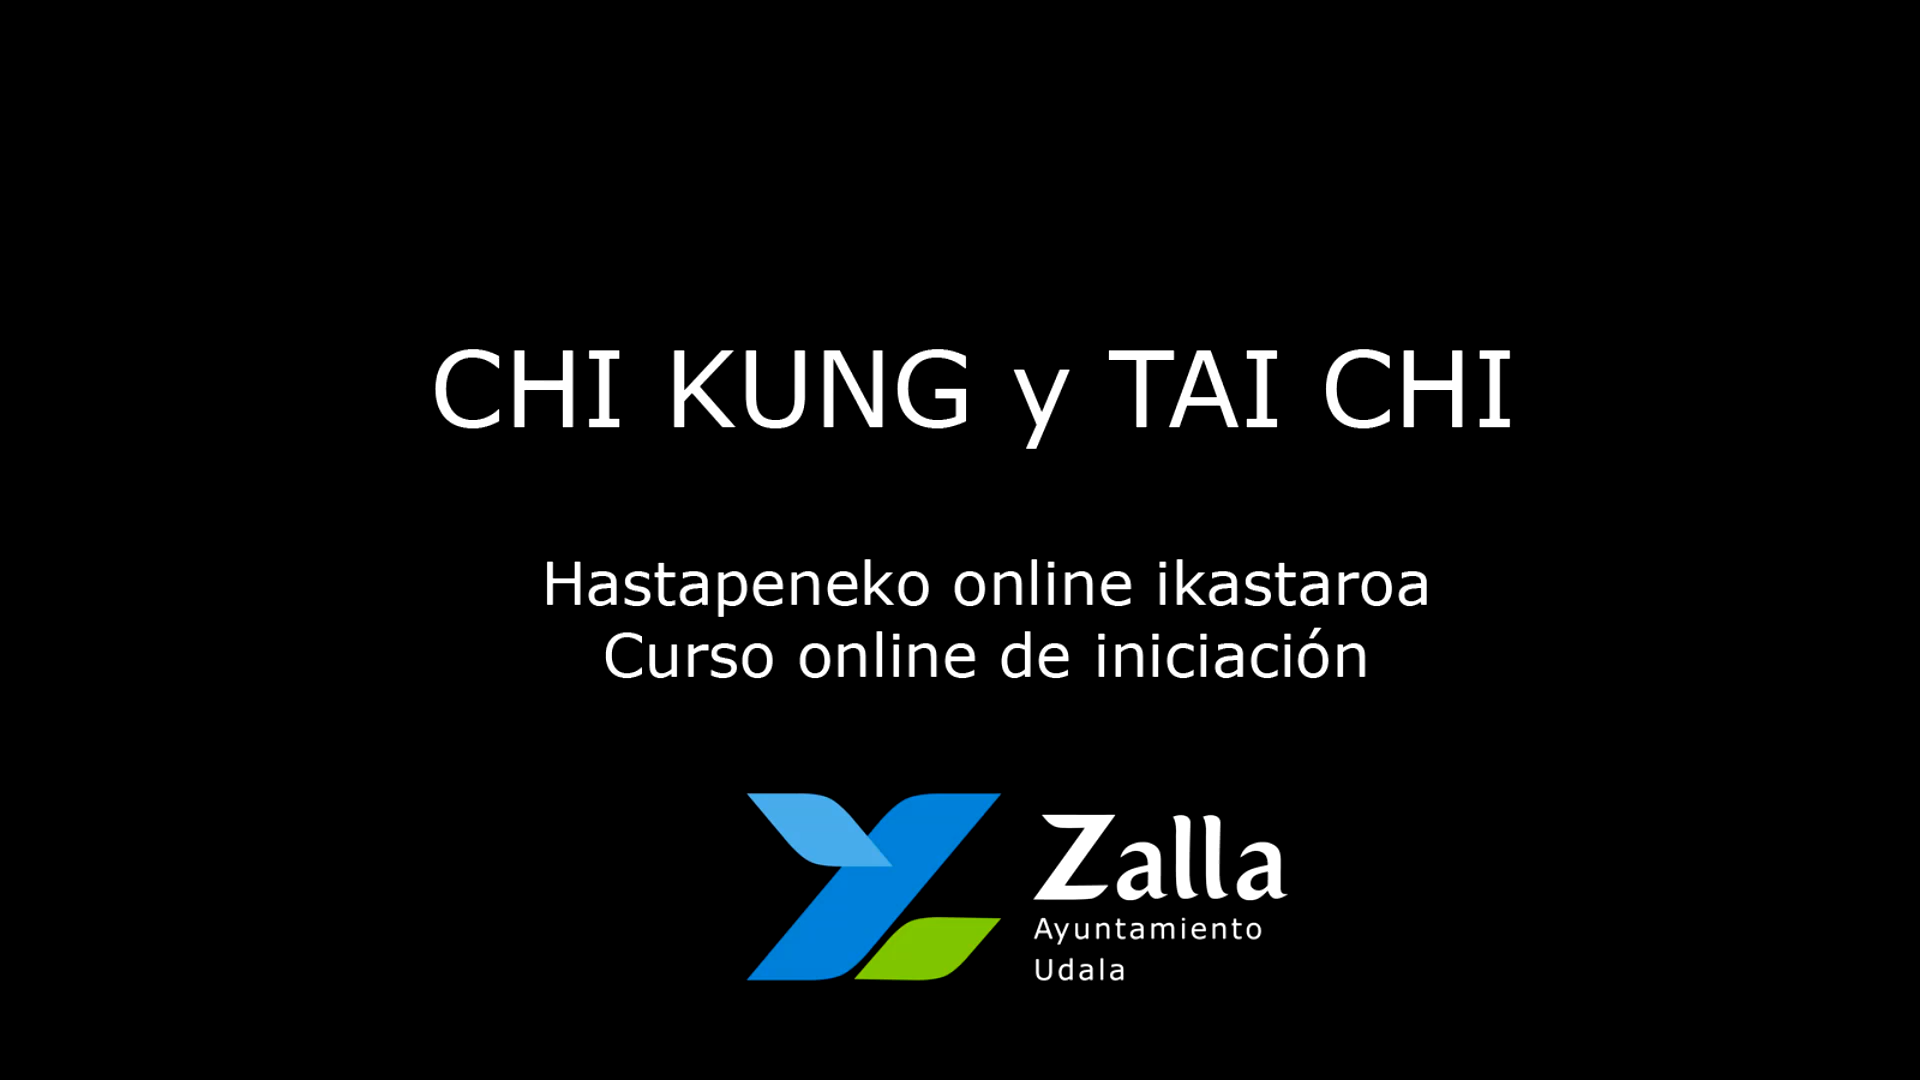 CHI KUNG y TAI CHI
Hastapeneko online ikastaroa
Curso online de iniciación
Zalla
Ayuntamiento
Udala